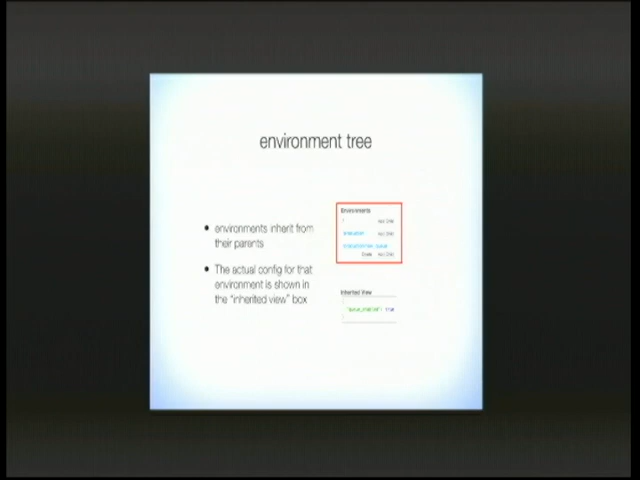 environment tree
environments inherit from
their parents
The actual config for that
environment is shown in
the "inherited view" box
Environments
Inherited View